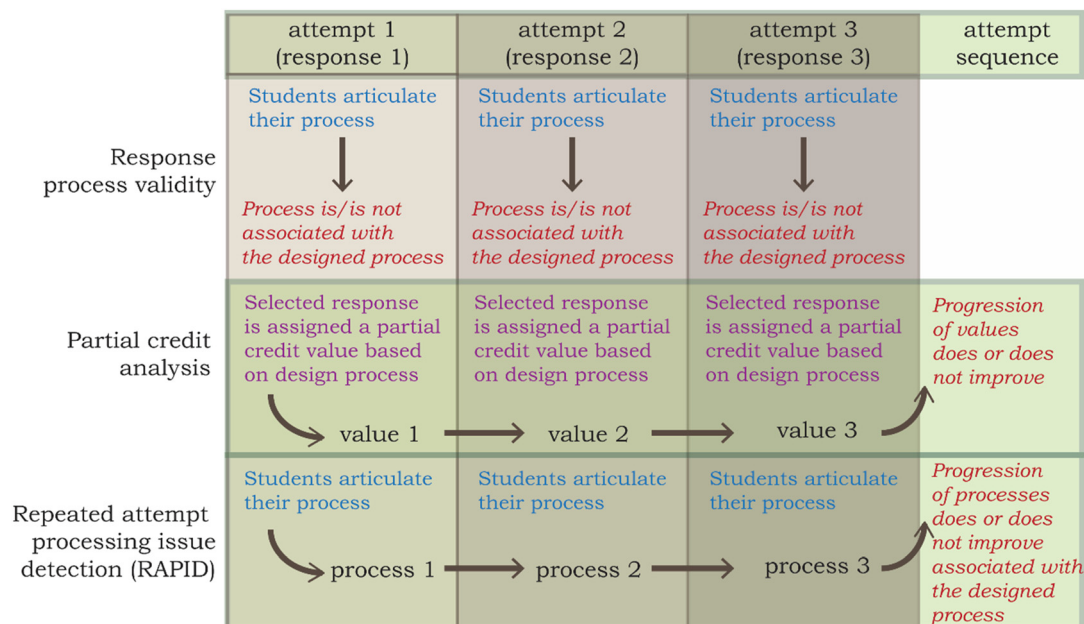 attempt 1
(response 1)
attempt 2
(response 2)
attempt 3
(response 3)
attempt
sequence
Response
process validity
Students articulate
their process
Process is/is not
associated with
the designed process
Students articulate
their process
Process is/is not
associated with
the designed process
Students articulate
their process
Process is/is not
associated with
the designed process
Partial credit
analysis
Selected response
is assigned a partial
credit value based
on design process
value 1
Selected response
is assigned a partial
credit value based
on design process
value 2
Selected response
is assigned a partial
credit value based
on design process
value 3
Progression
of values
does or does
not improve
Repeated attempt
processing issue
detection (RAPID)
Students articulate
their process
process 1
Students articulate
their process
process 2
Students articulate
their process
process 3
Progression
of processes
does or does
not improve
associated with
the designed
process